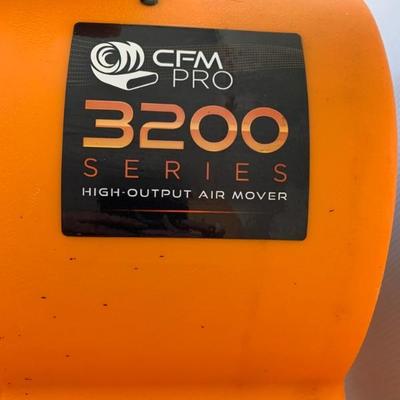 CFM
PRO
3200
SERIES
HIGH-OUTPUT AIR MOVER